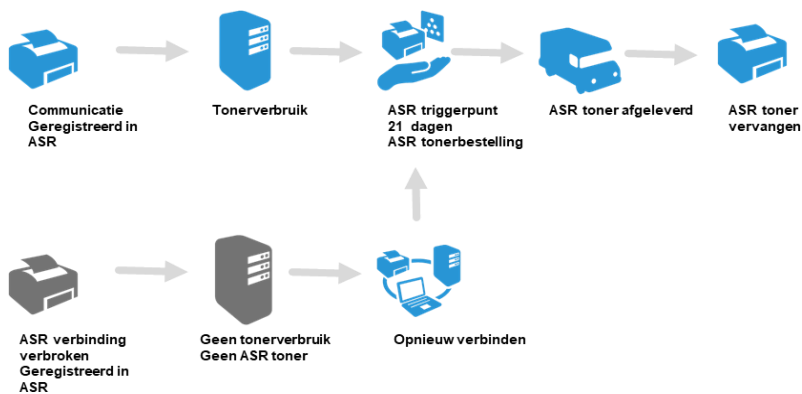 Communicatie
Geregistreerd in
ASR
Tonerverbruik
ASR triggerpunt
21 dagen
ASR tonerbestelling
ASR toner afgeleverd
ASR toner
vervangen
ASR verbinding
verbroken
Geregistreerd in
ASR
Geen tonerverbruik
Geen ASR toner
Opnieuw verbinden